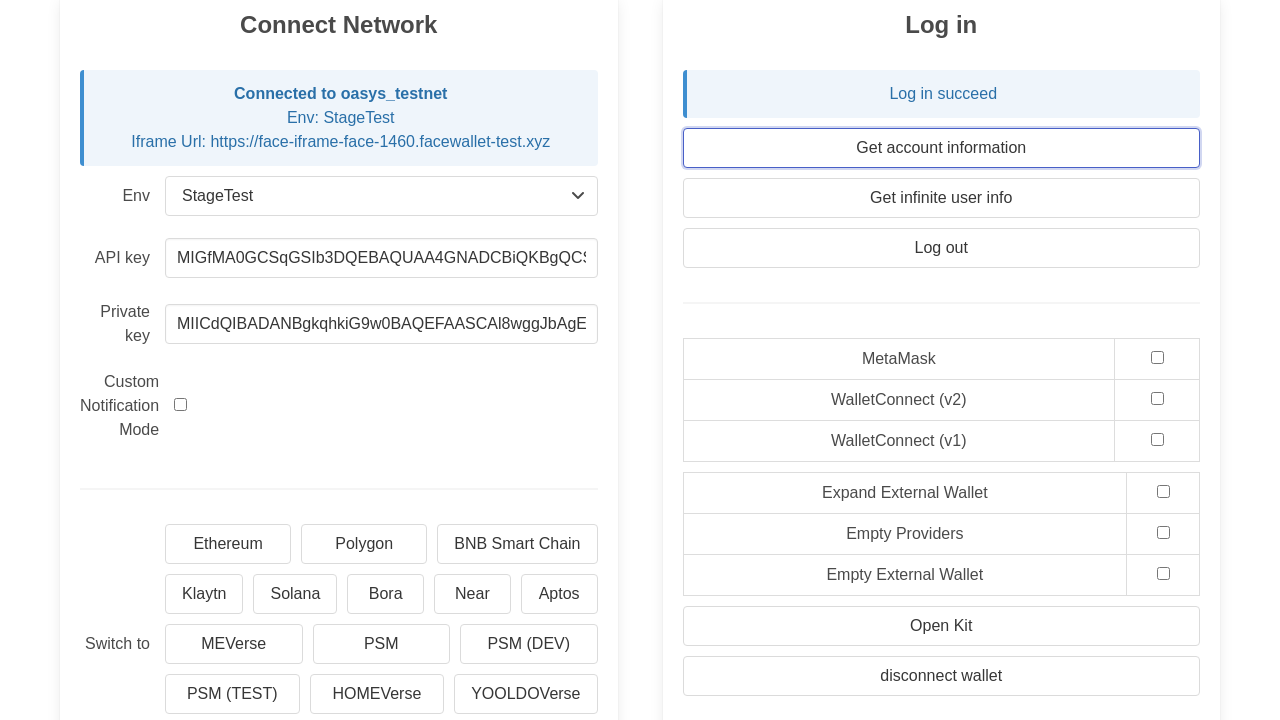 Connect Network
Connected to oasys_testnet
Env: StageTest
Iframe Url: https://face-iframe-face-1460.facewallet-test.xyz
Env
StageTest
API key
MIGfMA0GCSqGSIb3DQEBAQUAA4GNADCBiQKBgQCS
Private
key
MIICdQIBADANBgkqhkiG9w0BAQEFAASCAl8wggJbAgE
Custom
Notification
Mode
Switch to
Ethereum
Polygon
BNB Smart Chain
Klaytn
Solana
Bora
Near
Aptos
MEVerse
PSM
PSM (DEV)
PSM (TEST)
HOMEVerse
YOOLDOVerse
Log in
Log in succeed
Get account information
Get infinite user info
Log out
MetaMask
WalletConnect (v2)
WalletConnect (v1)
Expand External Wallet
Empty Providers
Empty External Wallet
Open Kit
disconnect wallet